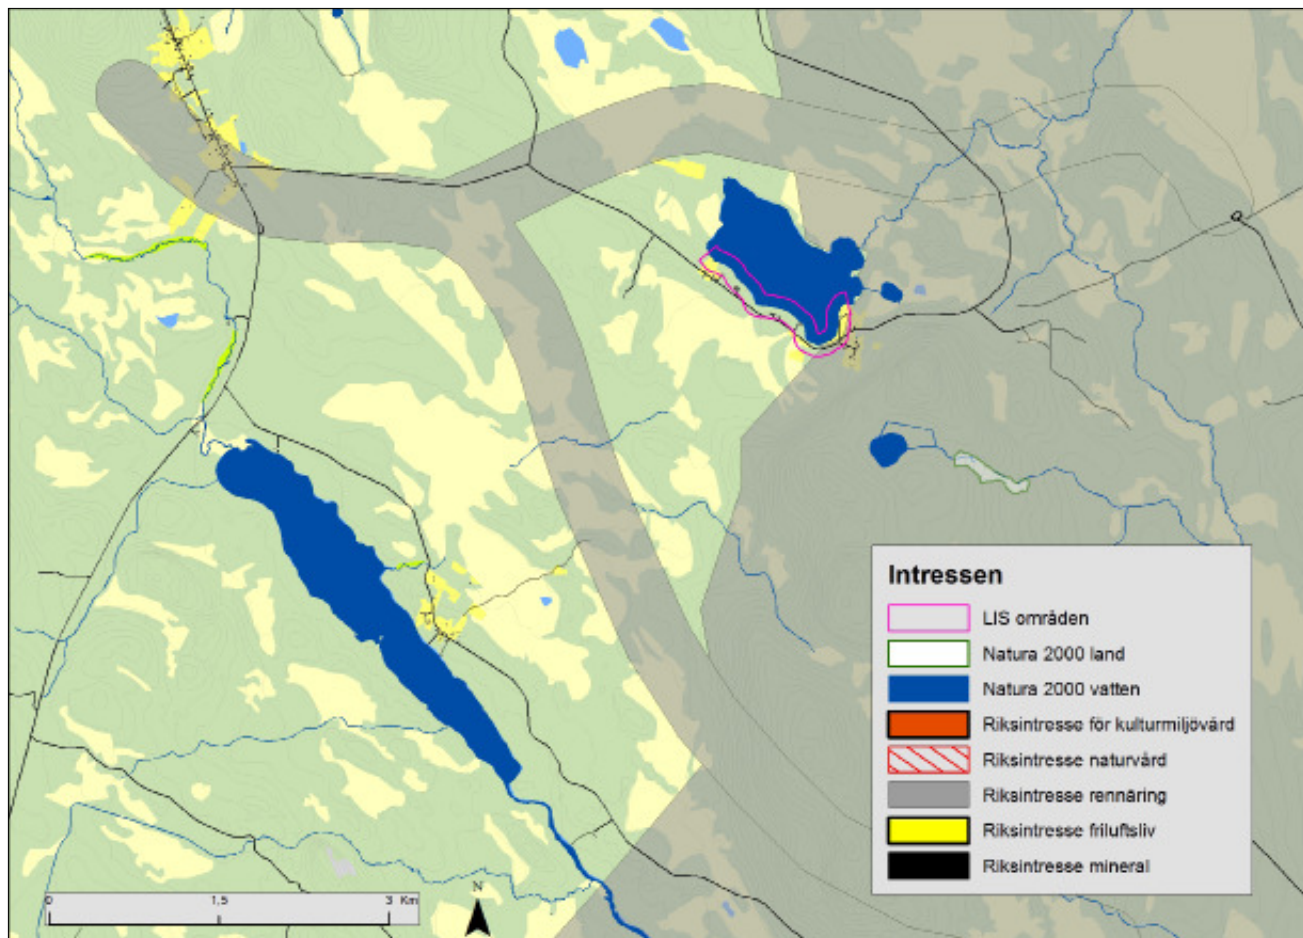 Intressen
LIS områden
Natura 2000 land
Natura 2000 vatten
Riksintresse för kulturmiljövård
Riksintresse naturvård
Riksintresse rennäring
Riksintresse friluftsliv
Riksintresse mineral
0 1,5 3 Km
N